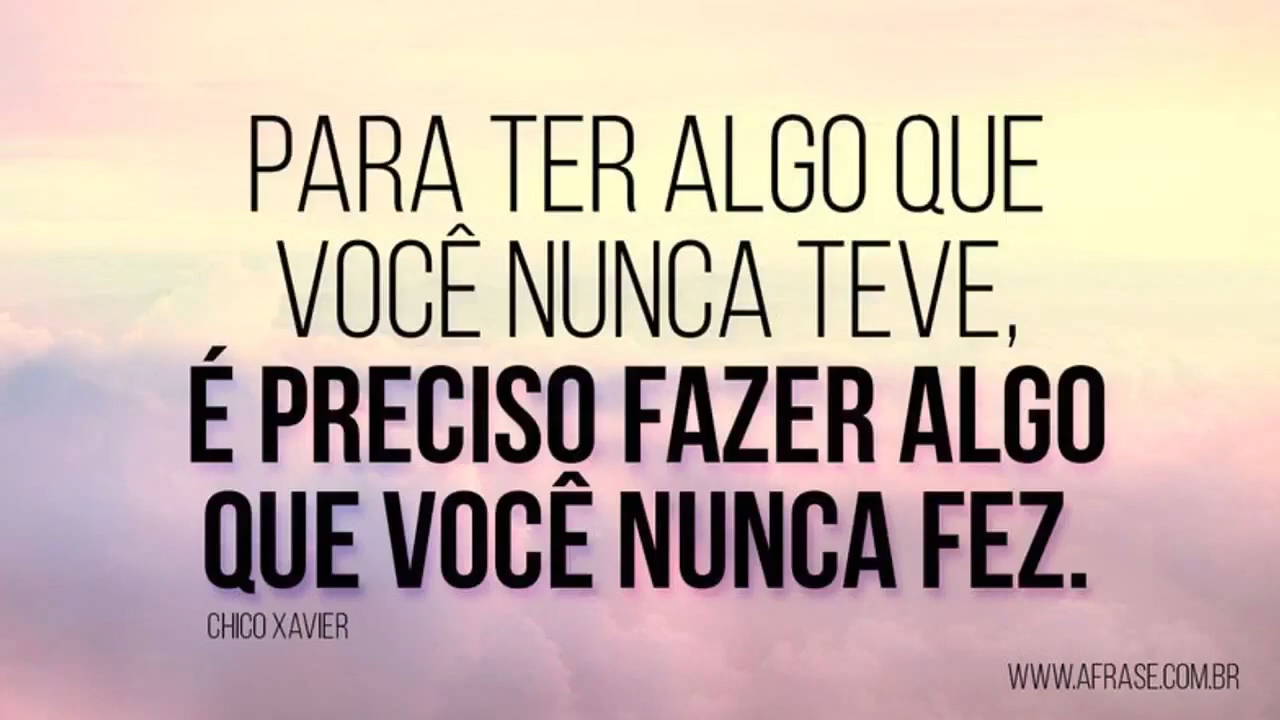 PARA TER ALGO QUE
VOCÊ NUNCA TEVE,
É PRECISO FAZER ALGO
QUE VOCÊ NUNCA FEZ.
CHICO XAVIER
WWW.AFRASE.COM.BR